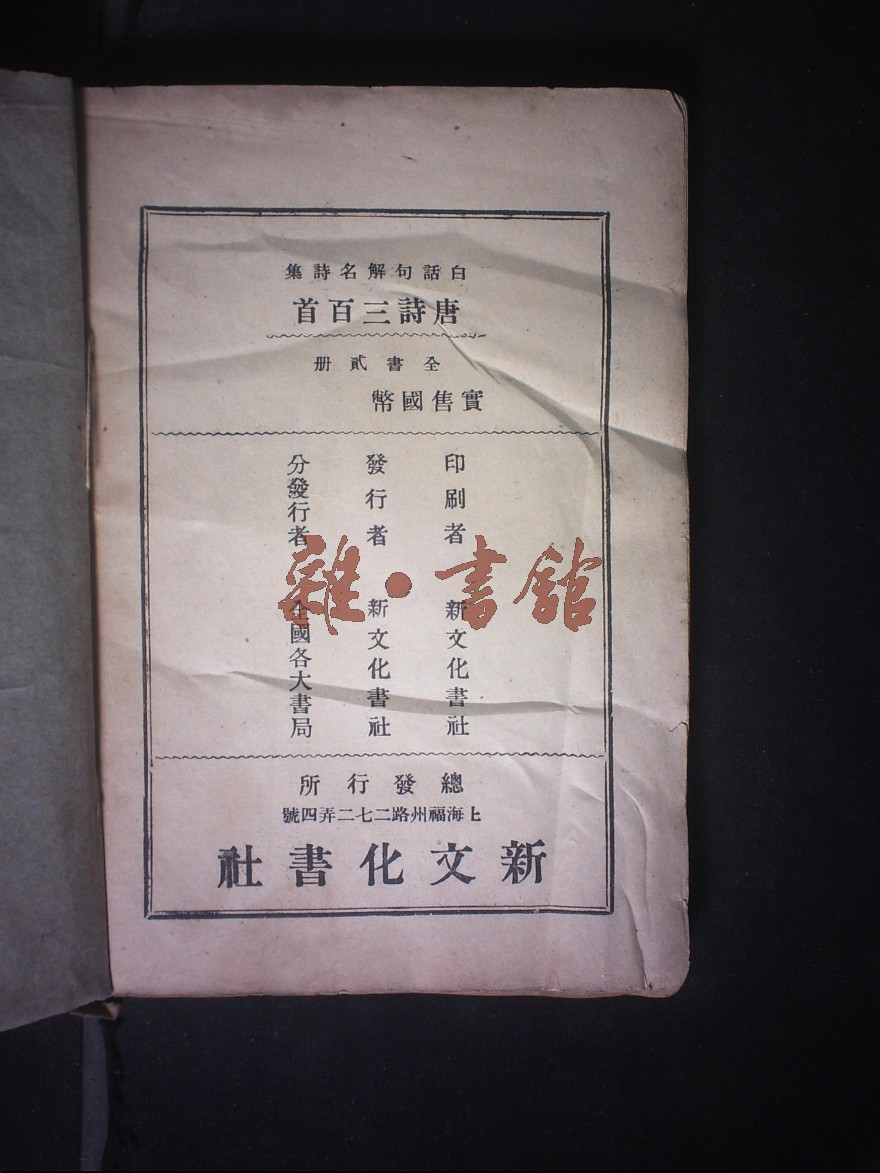 白話句解名詩集
唐詩三百首
全書貳册
實售國幣
印刷者 新文化書社
發行者 新文化書社
分發行者 全國各大書局
總發行所
上海福州路二七二弄四號
新文化書社
雜·書館